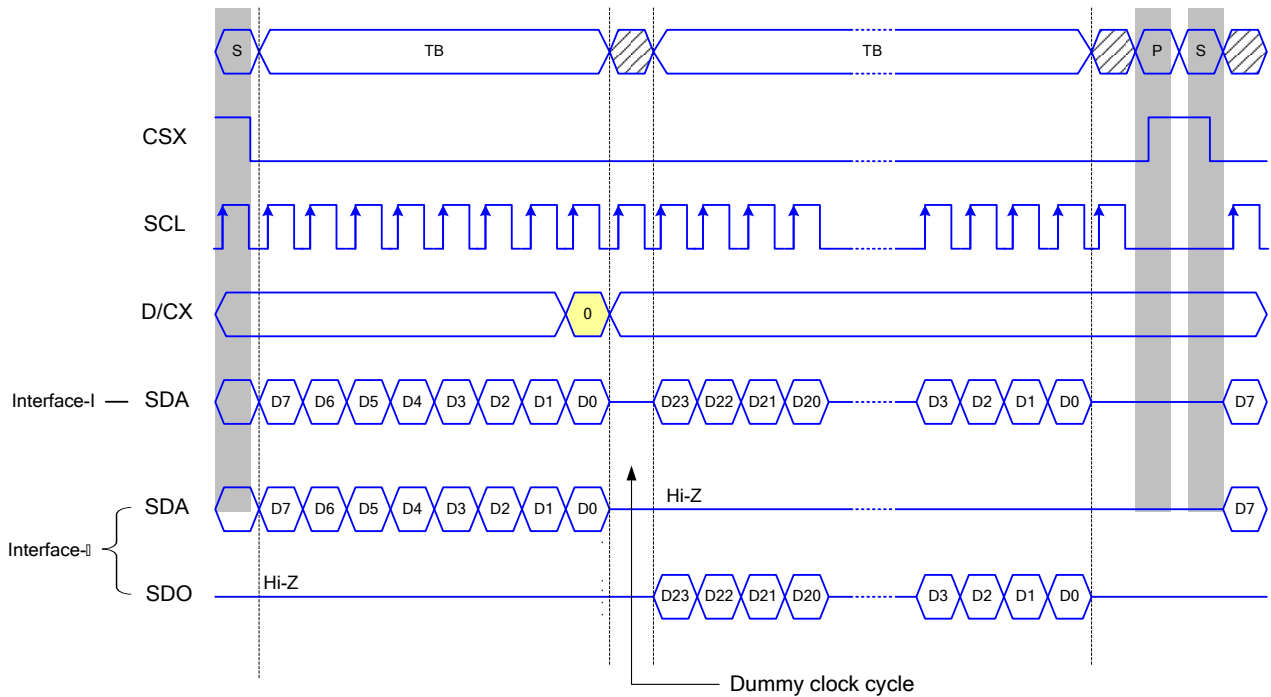 S TB TB P S
CSX
SCL
D/CX 0
Interface-I SDA D7 D6 D5 D4 D3 D2 D1 D0 D23 D22 D21 D20 D3 D2 D1 D0 D7
SDA D7 D6 D5 D4 D3 D2 D1 D0 Hi-Z D7
Interface-▯
SDO Hi-Z D23 D22 D21 D20 D3 D2 D1 D0
Dummy clock cycle